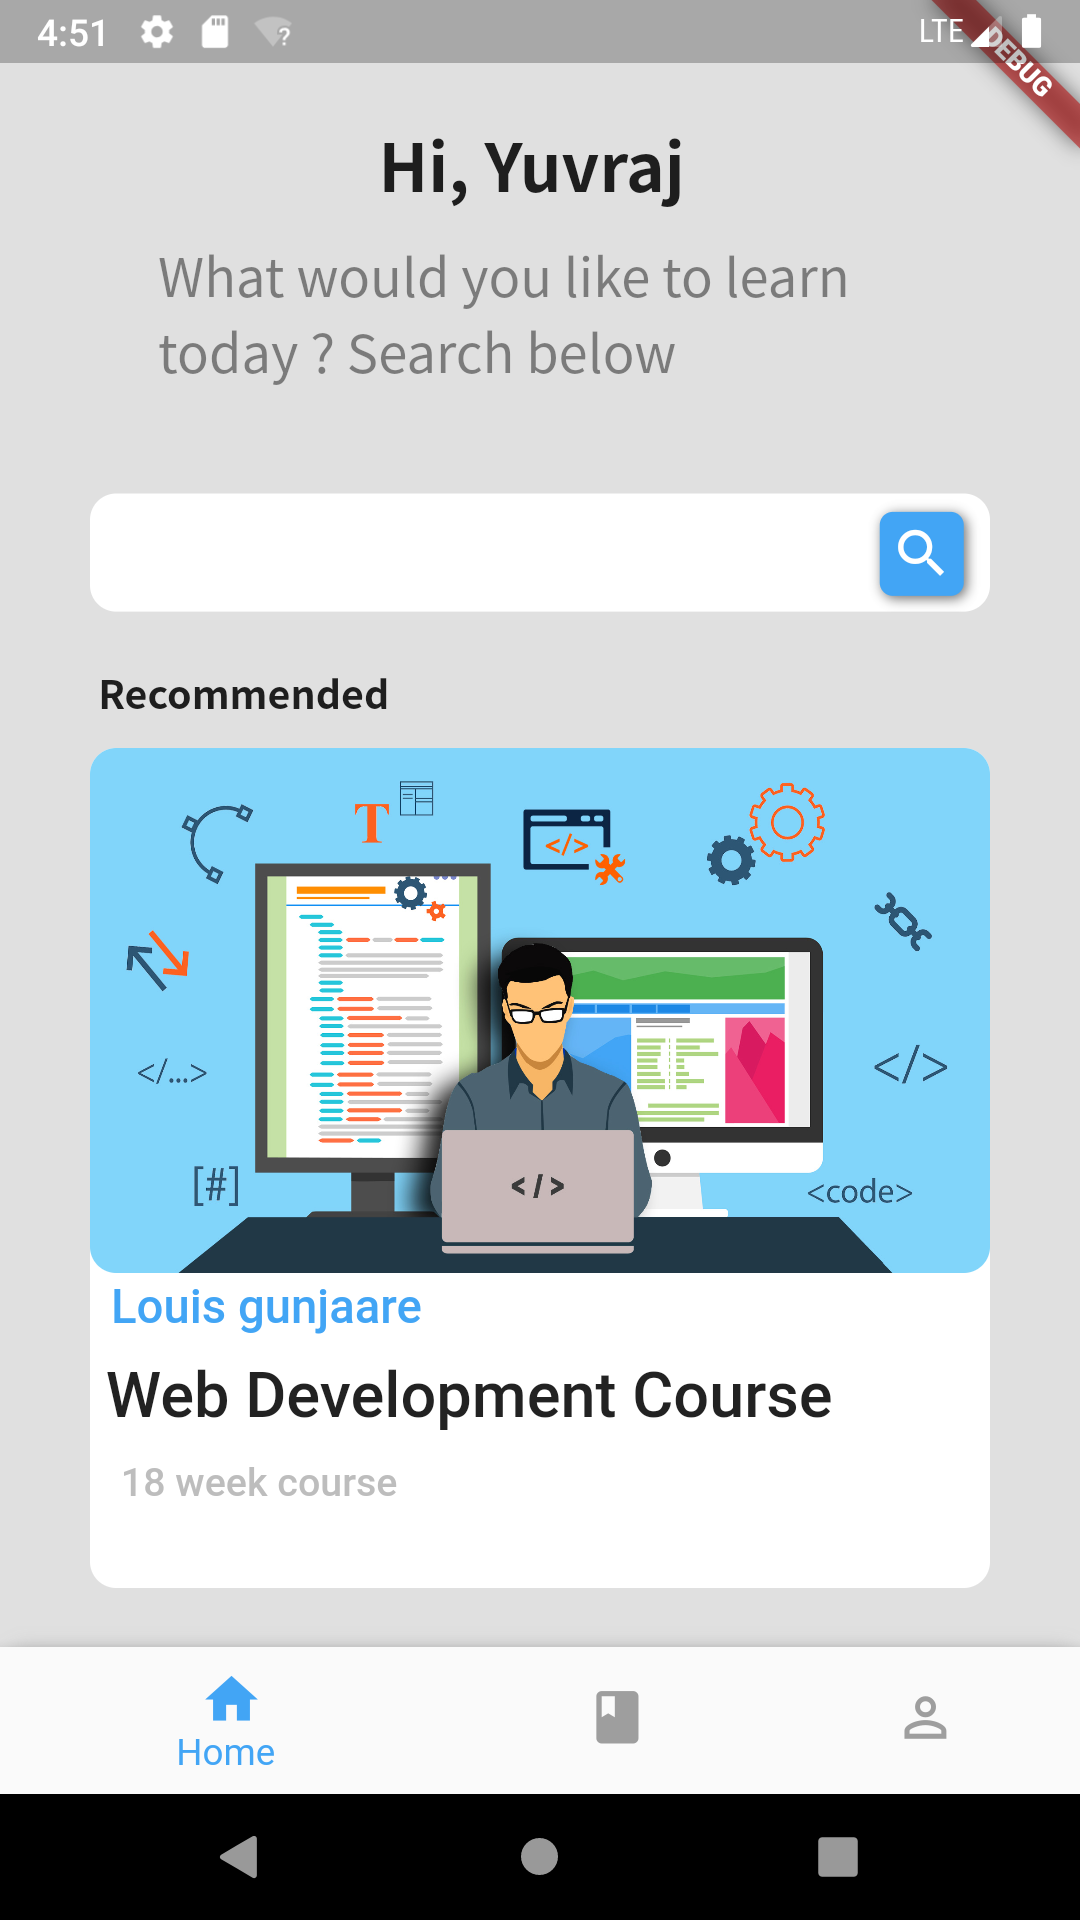 4:51
LTE
DEBUG
Hi, Yuvraj
What would you like to learn
today ? Search below
Recommended
T
</>
</...>
</>
[#]
</>
<code>
Louis gunjaare
Web Development Course
18 week course
Home